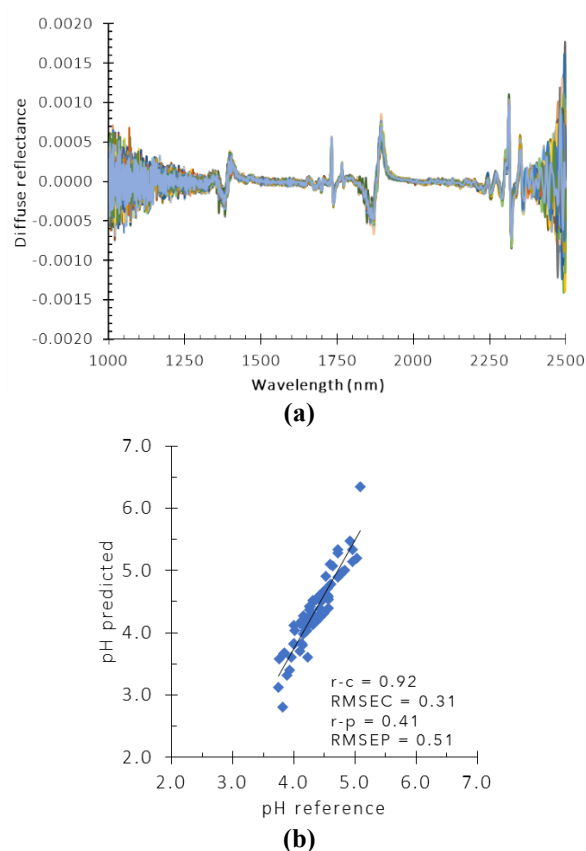 Diffuse reflectance
0.0020
0.0015
0.0010
0.0005
0.0000
-0.0005
-0.0010
-0.0015
-0.0020
1000 1250 1500 1750 2000 2250 2500
Wavelength (nm)
(a)
pH predicted
7.0
6.0
5.0
4.0
3.0
2.0
r-c = 0.92
RMSEC = 0.31
r-p = 0.41
RMSEP = 0.51
2.0 3.0 4.0 5.0 6.0 7.0
pH reference
(b)